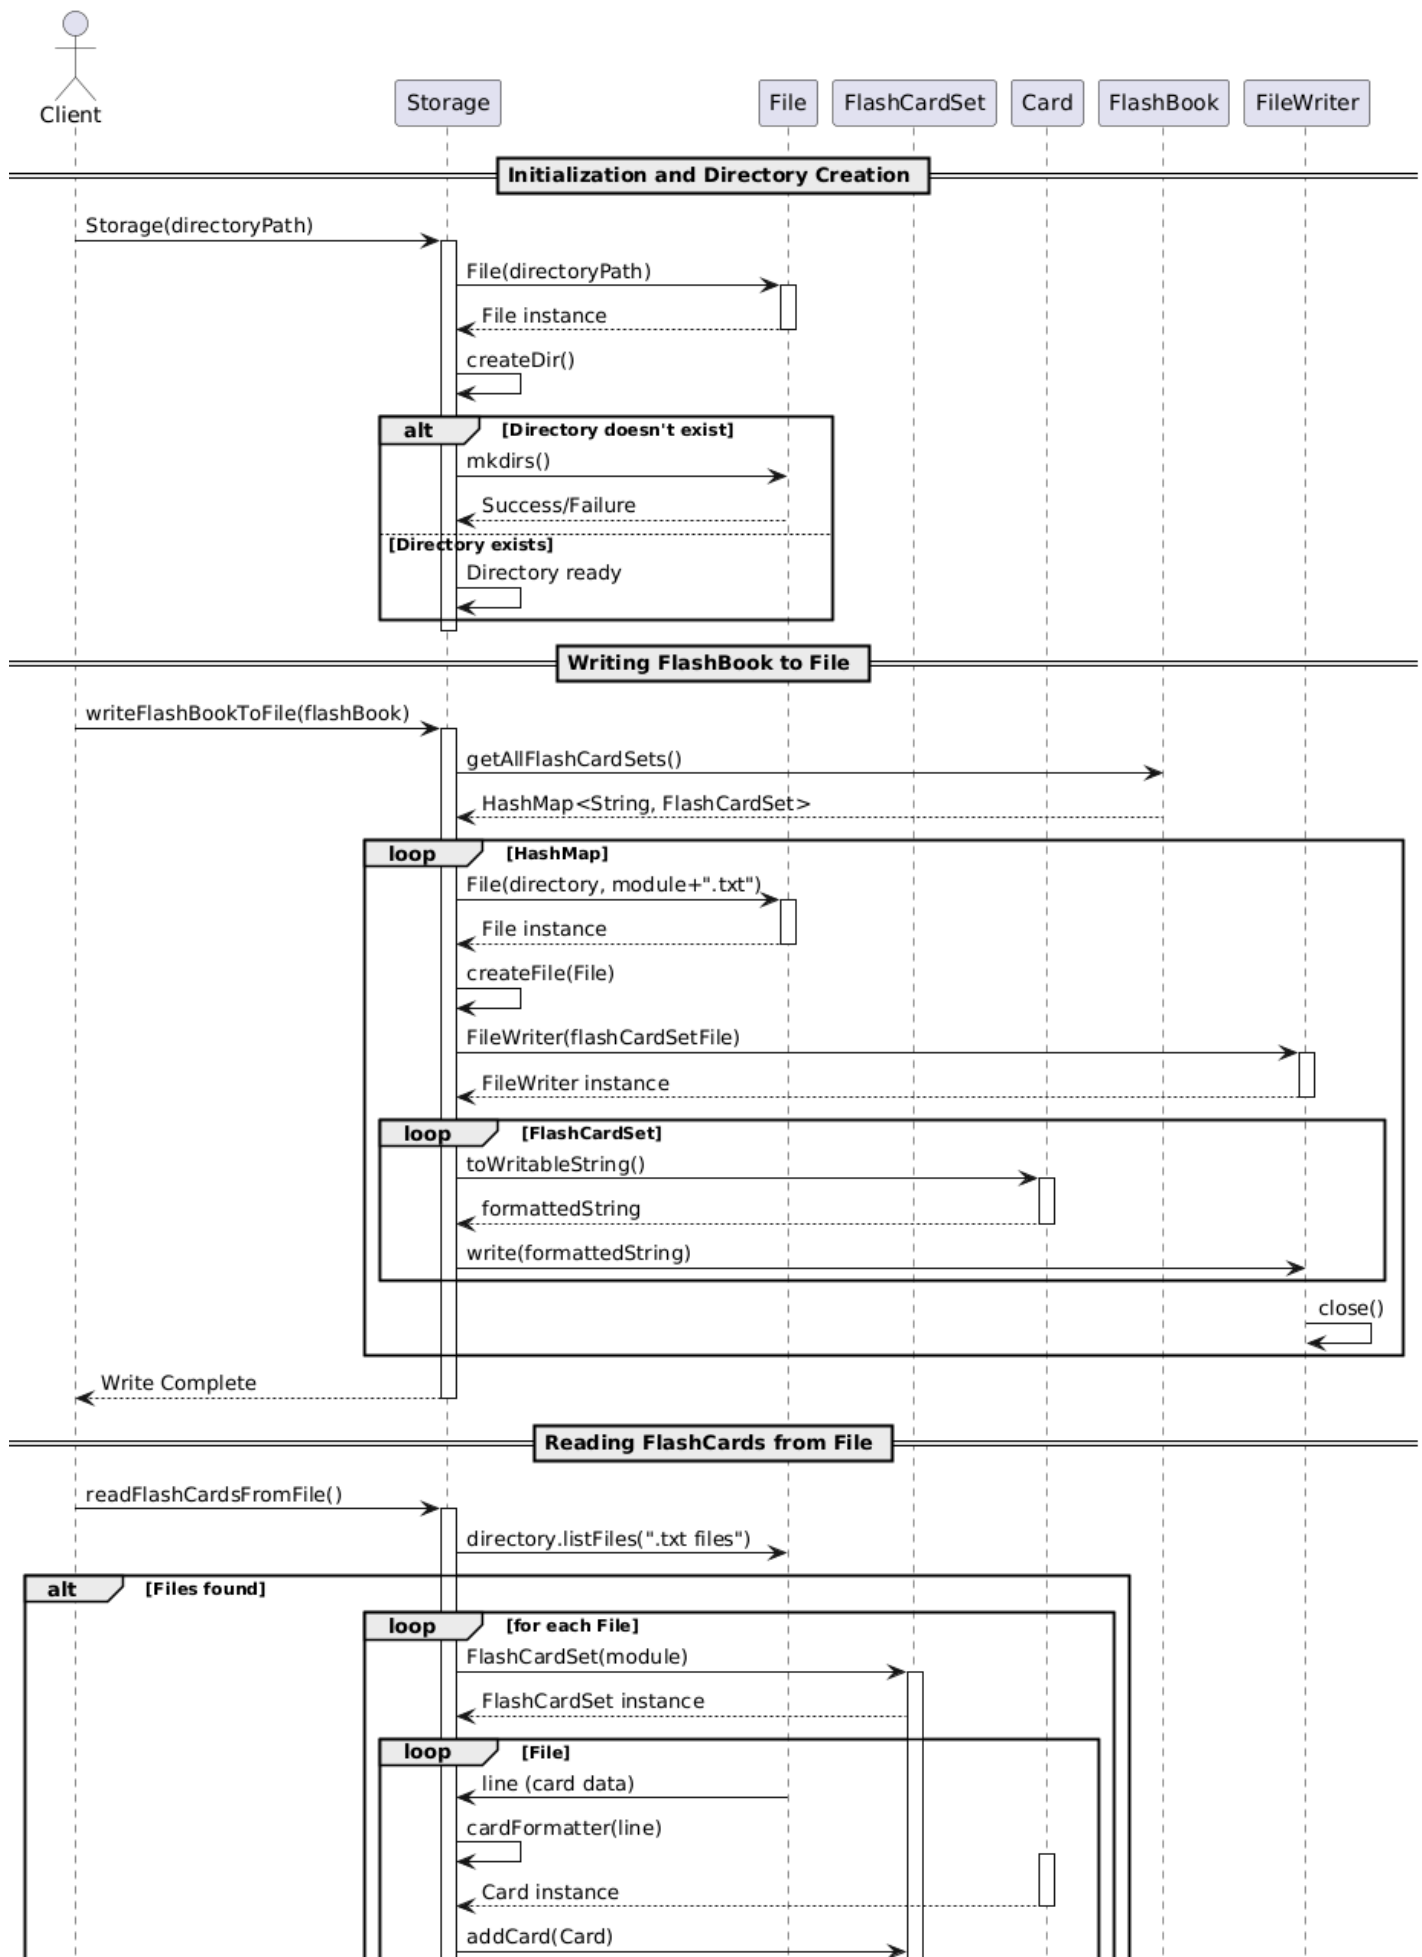 Client
Storage
File
FlashCardSet
Card
FlashBook
FileWriter
Initialization and Directory Creation
Storage(directoryPath)
File(directoryPath)
File instance
createDir()
alt
[Directory doesn't exist]
mkdirs()
Success/Failure
[Directory exists]
Directory ready
Writing FlashBook to File
writeFlashBookToFile(flashBook)
getAllFlashCardSets()
HashMap<String, FlashCardSet>
loop
[HashMap]
File(directory, module+".txt")
File instance
createFile(File)
FileWriter(flashCardSetFile)
FileWriter instance
loop
[FlashCardSet]
toWritableString()
formattedString
write(formattedString)
close()
Write Complete
Reading FlashCards from File
readFlashCardsFromFile()
directory.listFiles(".txt files")
alt
[Files found]
loop
[for each File]
FlashCardSet(module)
FlashCardSet instance
loop
[File]
line (card data)
cardFormatter(line)
Card instance
addCard(Card)